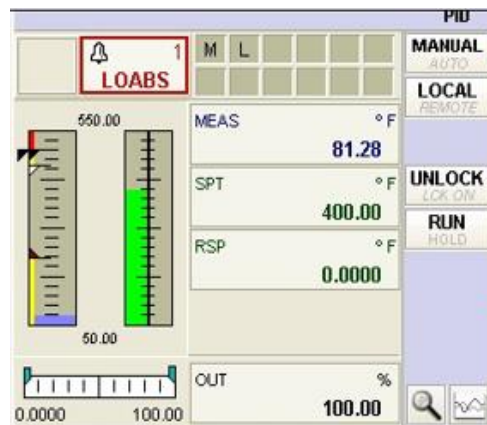 PID
1
LOABS
M L
MANUAL
AUTO
LOCAL
REMOTE
550.00
MEAS °F
81.28
SPT °F
400.00
UNLOCK
LCK ON
RUN
HOLD
RSP °F
0.0000
50.00
OUT %
100.00
0.0000 100.00